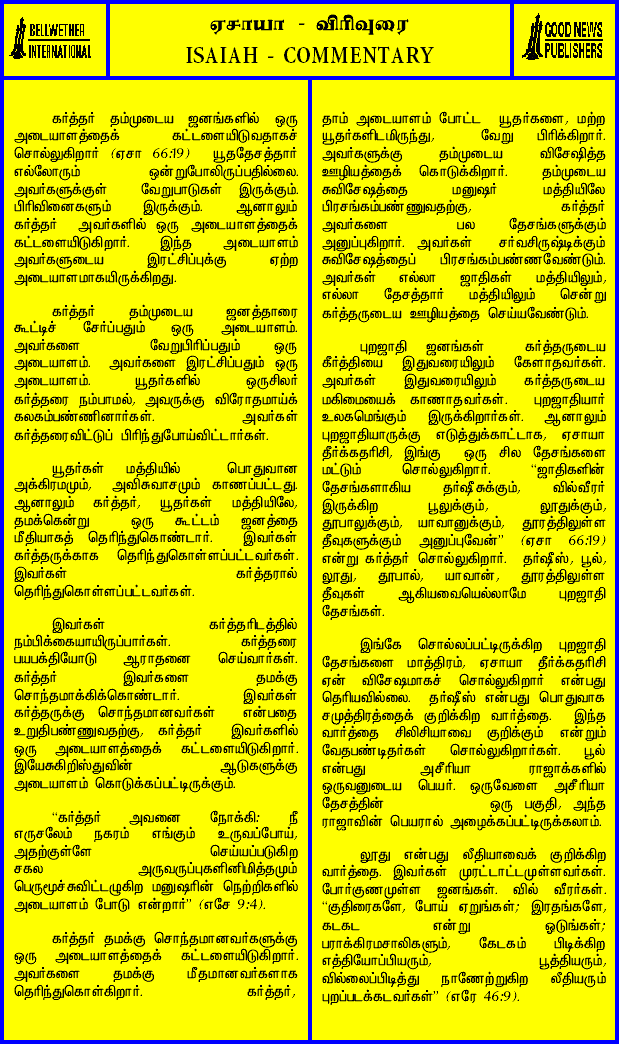 BELLWETHER
INTERNATIONAL
ஏசாயா - விரிவுரை
ISAIAH - COMMENTARY
GOOD NEWS
PUBLISHERS
கர்த்தர் தம்முடைய ஜனங்களில் ஒரு
அடையாளத்தைக் கட்டளையிடுவதாகச்
சொல்லுகிறார் (ஏசா 66:19) யூததேசத்தார்
எல்லோரும் ஒன்றுபோலிருப்பதில்லை.
அவர்களுக்குள் வேறுபாடுகள் இருக்கும்.
பிரிவினைகளும் இருக்கும். ஆனாலும்
கர்த்தர் அவர்களில் ஒரு அடையாளத்தைக்
கட்டளையிடுகிறார். இந்த அடையாளம்
அவர்களுடைய இரட்சிப்புக்கு ஏற்ற
அடையாளமாகயிருக்கிறது.
கர்த்தர் தம்முடைய ஜனத்தாரை
கூட்டிச் சேர்ப்பதும் ஒரு அடையாளம்.
அவர்களை வேறுபிரிப்பதும் ஒரு
அடையாளம். அவர்களை இரட்சிப்பதும் ஒரு
அடையாளம். யூதர்களில் ஒருசிலர்
கர்த்தரை நம்பாமல், அவருக்கு விரோதமாய்க்
கலகம்பண்ணினார்கள். அவர்கள்
கர்த்தரைவிட்டுப் பிரிந்துபோய்விட்டார்கள்.
யூதர்கள் மத்தியில் பொதுவான
அக்கிரமமும், அவிசுவாசமும் காணப்பட்டது.
ஆனாலும் கர்த்தர், யூதர்கள் மத்தியிலே,
தமக்கென்று ஒரு கூட்டம் ஜனத்தை
மீதியாகத் தெரிந்துகொண்டார். இவர்கள்
கர்த்தருக்காக தெரிந்துகொள்ளப்பட்டவர்கள்.
இவர்கள் கர்த்தரால்
தெரிந்துகொள்ளப்பட்டவர்கள்.
இவர்கள் கர்த்தரிடத்தில்
நம்பிக்கையாயிருப்பார்கள். கர்த்தரை
பயபக்தியோடு ஆராதனை செய்வார்கள்.
கர்த்தர் இவர்களை தமக்கு
சொந்தமாக்கிக்கொண்டார். இவர்கள்
கர்த்தருக்கு சொந்தமானவர்கள் என்பதை
உறுதிபண்ணுவதற்கு, கர்த்தர் இவர்களில்
ஒரு அடையாளத்தைக் கட்டளையிடுகிறார்.
இயேசுகிறிஸ்துவின் ஆடுகளுக்கு
அடையாளம் கொடுக்கப்பட்டிருக்கும்.
“கர்த்தர் அவனை நோக்கி: நீ
எருசலேம் நகரம் எங்கும் உருவப்போய்,
அதற்குள்ளே செய்யப்படுகிற
சகல அருவருப்புகளினிமித்தமும்
பெருமூச்சுவிட்டழுகிற மனுஷரின் நெற்றிகளில்
அடையாளம் போடு என்றார்” (எசே 9:4).
கர்த்தர் தமக்கு சொந்தமானவர்களுக்கு
ஒரு அடையாளத்தைக் கட்டளையிடுகிறார்.
அவர்களை தமக்கு மீதமானவர்களாக
தெரிந்துகொள்கிறார். கர்த்தர்,
தாம் அடையாளம் போட்ட யூதர்களை, மற்ற
யூதர்களிடமிருந்து, வேறு பிரிக்கிறார்.
அவர்களுக்கு தம்முடைய விசேஷித்த
ஊழியத்தைக் கொடுக்கிறார். தம்முடைய
சுவிசேஷத்தை மனுஷர் மத்தியிலே
பிரசங்கம்பண்ணுவதற்கு, கர்த்தர்
அவர்களை பல தேசங்களுக்கும்
அனுப்புகிறார். அவர்கள் சர்வசிருஷ்டிக்கும்
சுவிசேஷத்தைப் பிரசங்கம்பண்ணவேண்டும்.
அவர்கள் எல்லா ஜாதிகள் மத்தியிலும்,
எல்லா தேசத்தார் மத்தியிலும் சென்று
கர்த்தருடைய ஊழியத்தை செய்யவேண்டும்.
புறஜாதி ஜனங்கள் கர்த்தருடைய
கீர்த்தியை இதுவரையிலும் கேளாதவர்கள்.
அவர்கள் இதுவரையிலும் கர்த்தருடைய
மகிமையைக் காணாதவர்கள். புறஜாதியார்
உலகமெங்கும் இருக்கிறார்கள். ஆனாலும்
புறஜாதியாருக்கு எடுத்துக்காட்டாக, ஏசாயா
தீர்க்கதரிசி, இங்கு ஒரு சில தேசங்களை
மட்டும் சொல்லுகிறார். “ஜாதிகளின்
தேசங்களாகிய தர்ஷீசுக்கும், வில்வீரர்
இருக்கிற பூலுக்கும், லூதுக்கும்,
தூபாலுக்கும், யாவானுக்கும், தூரத்திலுள்ள
தீவுகளுக்கும் அனுப்புவேன்” (ஏசா 66:19)
என்று கர்த்தர் சொல்லுகிறார். தர்ஷீஸ், பூல்,
லூது, தூபால், யாவான், தூரத்திலுள்ள
தீவுகள் ஆகியவையெல்லாமே புறஜாதி
தேசங்கள்.
இங்கே சொல்லப்பட்டிருக்கிற புறஜாதி
தேசங்களை மாத்திரம், ஏசாயா தீர்க்கதரிசி
ஏன் விசேஷமாகச் சொல்லுகிறார் என்பது
தெரியவில்லை. தர்ஷீஸ் என்பது பொதுவாக
சமுத்திரத்தைக் குறிக்கிற வார்த்தை. இந்த
வார்த்தை சிலிசியாவை குறிக்கும் என்றும்
வேதபண்டிதர்கள் சொல்லுகிறார்கள். பூல்
என்பது அசீரியா ராஜாக்களில்
ஒருவனுடைய பெயர். ஒருவேளை அசீரியா
தேசத்தின் ஒரு பகுதி, அந்த
ராஜாவின் பெயரால் அழைக்கப்பட்டிருக்கலாம்.
லூது என்பது லீதியாவைக் குறிக்கிற
வார்த்தை. இவர்கள் முரட்டாட்டமுள்ளவர்கள்.
போர்குணமுள்ள ஜனங்கள். வில் வீரர்கள்.
“குதிரைகளே, போய் ஏறுங்கள்; இரதங்களே,
கடகட என்று ஓடுங்கள்;
பராக்கிரமசாலிகளும், கேடகம் பிடிக்கிற
எத்தியோப்பியரும், பூத்தியரும்,
வில்லைப்பிடித்து நாணேற்றுகிற லீதியரும்
புறப்படக்கடவர்கள்” (எரே 46:9).